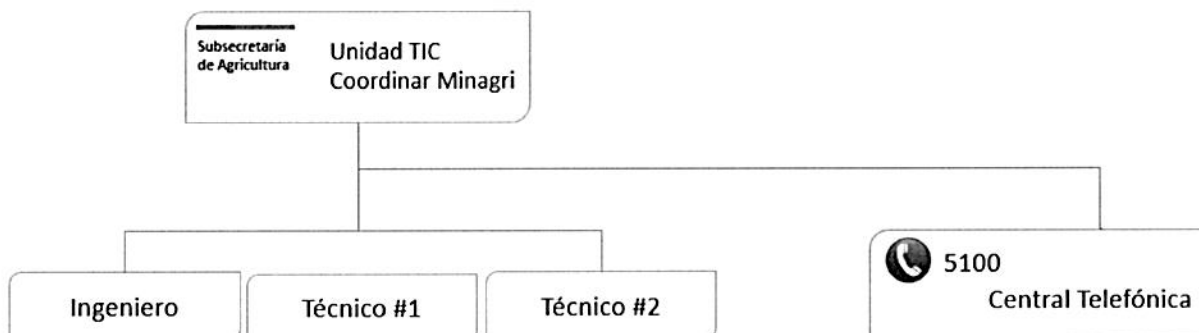 Subsecretaría
de Agricultura
Unidad TIC
Coordinar Minagri
Ingeniero
Técnico #1
Técnico #2
5100
Central Telefónica